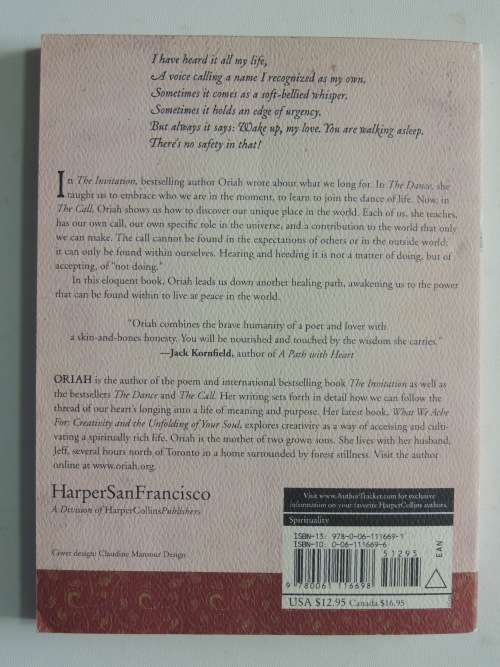 I have heard it all my life,
A voice calling a name I recognized as my own.
Sometimes it comes as a soft-bellied whisper.
Sometimes it holds an edge of urgency.
But always it says: Wake up, my love. You are walking asleep.
There's no safety in that!
In The Invitation, bestselling author Oriah wrote about what we long for. In The Dance, she
taught us to embrace who we are in the moment, to learn to join the dance of life. Now, in
The Call, Oriah shows us how to discover our unique place in the world. Each of us, she teaches,
has our own call, our own specific role in the universe, and a contribution to the world that only
we can make. The call cannot be found in the expectations of others or in the outside world;
it can only be found within ourselves. Hearing and heeding it is not a matter of doing, but of
accepting, of "not doing."
In this eloquent book, Oriah leads us down another healing path, awakening us to the power
that can be found within to live at peace in the world.
"Oriah combines the brave humanity of a poet and lover with
a skin-and-bones honesty. You will be nourished and touched by the wisdom she carries."
—Jack Kornfield, author of A Path with Heart
ORIAH is the author of the poem and international bestselling book The Invitation as well as
the bestsellers The Dance and The Call. Her writing sets forth in detail how we can follow the
thread of our heart's longing into a life of meaning and purpose. Her latest book, What We Ache
For: Creativity and the Unfolding of Your Soul, explores creativity as a way of accessing and culti-
vating a spiritually rich life. Oriah is the mother of two grown sons. She lives with her husband,
Jeff, several hours north of Toronto in a home surrounded by forest stillness. Visit the author
online at www.oriah.org.
HarperSanFrancisco
A Division of HarperCollinsPublishers
Cover design: Claudine Mansour Design
Visit www.AuthorTracker.com for exclusive
information on your favorite HarperCollins authors.
Spirituality
ISBN-13: 978-0-06-111669-1
ISBN-10: 0-06-111669-6
51295
EAN
9 780061 116698
USA $12.95 Canada $16.95